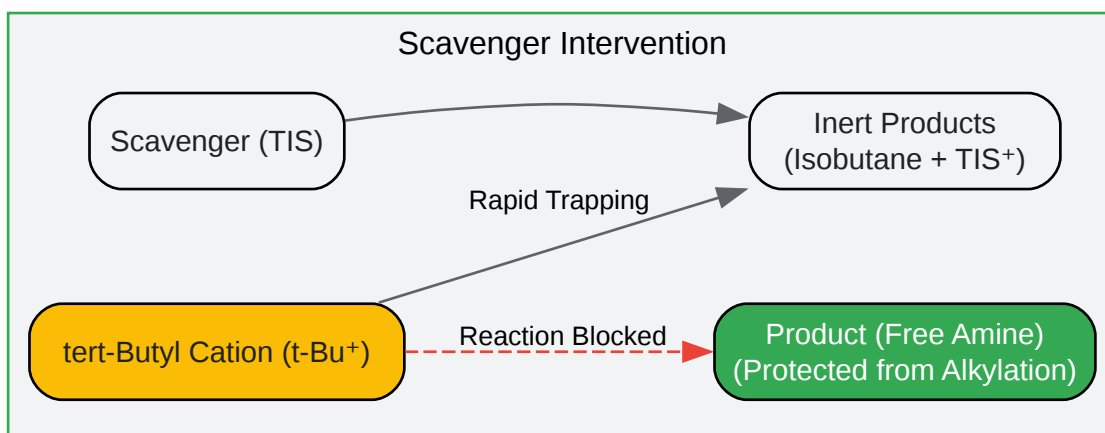 Scavenger Intervention
Scavenger (TIS)
Inert Products
(Isobutane + TIS⁺)
Rapid Trapping
tert-Butyl Cation (t-Bu⁺)
Reaction Blocked
Product (Free Amine)
(Protected from Alkylation)